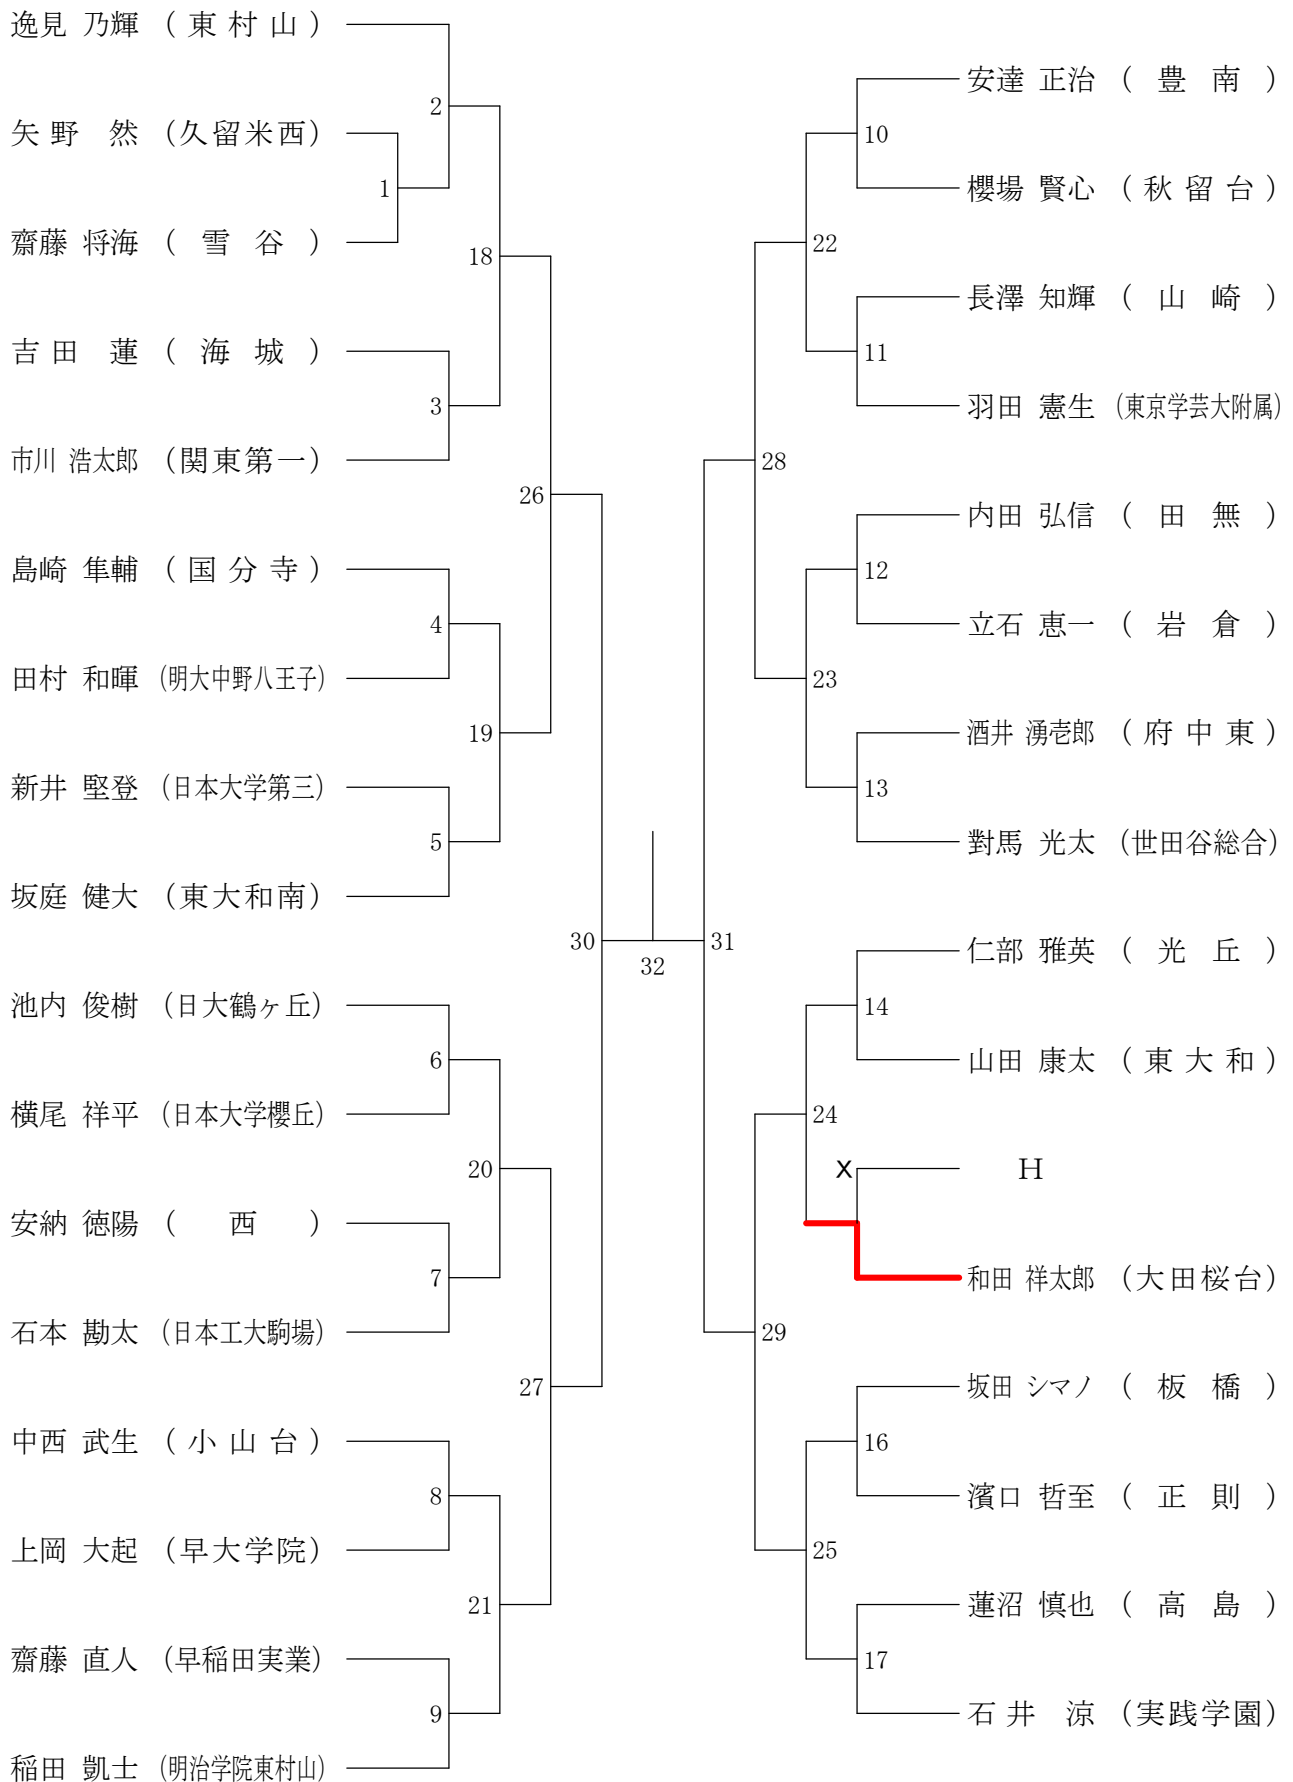 逸見 乃輝 （東村山）
矢野 然 （久留米西）
齋藤 将海 （雪谷）
吉田 蓮 （海城）
市川 浩太郎 （関東第一）
島崎 隼輔 （国分寺）
田村 和暉 （明大中野八王子）
新井 堅登 （日本大学第三）
坂庭 健大 （東大和南）
池内 俊樹 （日大鶴ヶ丘）
横尾 祥平 （日本大学櫻丘）
安納 徳陽 （西）
石本 勘太 （日本工大駒場）
中西 武生 （小山台）
上岡 大起 （早大学院）
齋藤 直人 （早稲田実業）
稲田 凱士 （明治学院東村山）
2
1
18
3
26
4
19
5
30
6
20
7
27
8
21
9
32
31
10
22
11
28
12
23
13
14
24
X
29
16
25
17
安達 正治 （豊南）
櫻場 賢心 （秋留台）
長澤 知輝 （山崎）
羽田 憲生 （東京学芸大附属）
内田 弘信 （田無）
立石 恵一 （岩倉）
酒井 湧壱郎 （府中東）
對馬 光太 （世田谷総合）
仁部 雅英 （光丘）
山田 康太 （東大和）
H
和田 祥太郎 （大田桜台）
坂田 シマノ （板橋）
濱口 哲至 （正則）
蓮沼 慎也 （高島）
石井 涼 （実践学園）